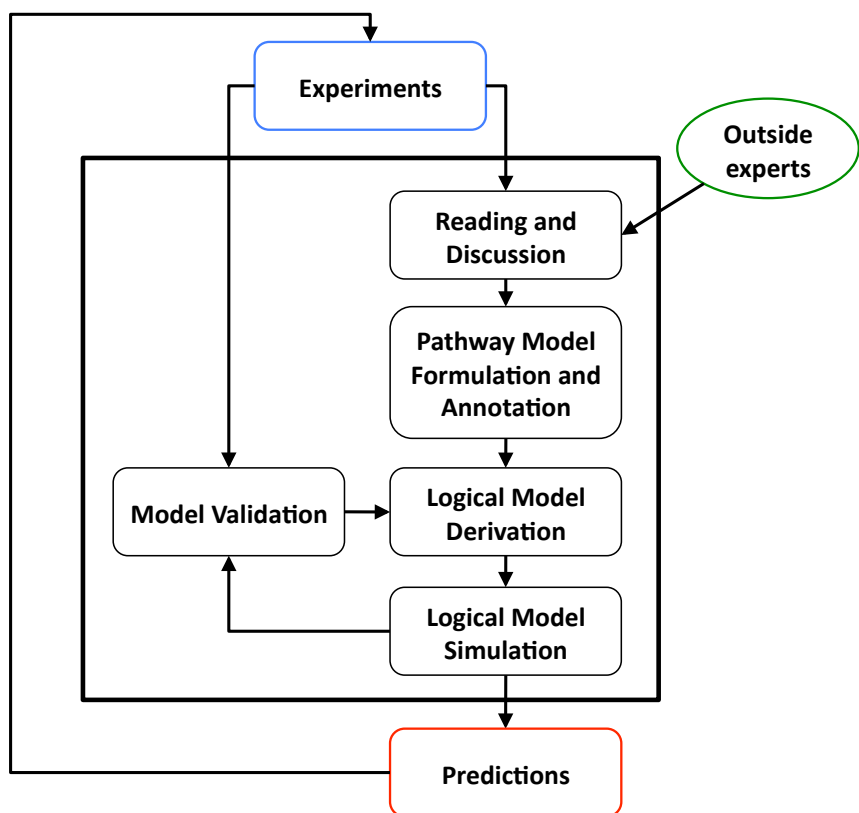 Experiments
Outside
experts
Reading and
Discussion
Pathway Model
Formulation and
Annotation
Model Validation
Logical Model
Derivation
Logical Model
Simulation
Predictions